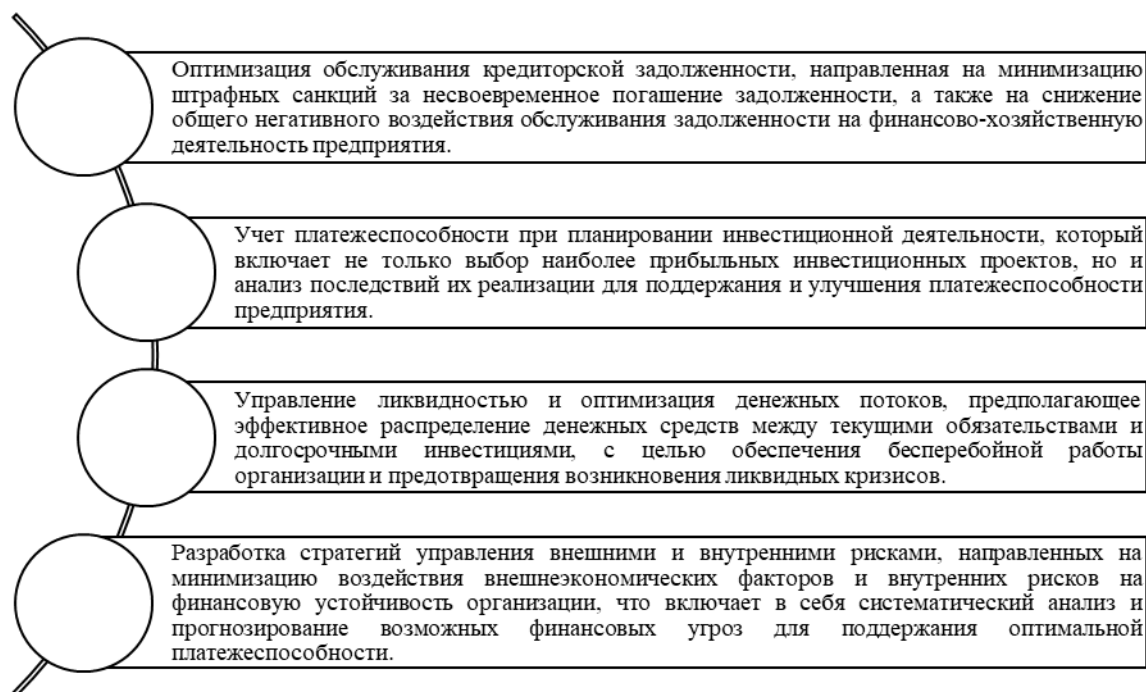 Оптимизация обслуживания кредиторской задолженности, направленная на минимизацию
штрафных санкций за несвоевременное погашение задолженности, а также на снижение
общего негативного воздействия обслуживания задолженности на финансово-хозяйственную
деятельность предприятия.
Учет платежеспособности при планировании инвестиционной деятельности, который
включает не только выбор наиболее прибыльных инвестиционных проектов, но и
анализ последствий их реализации для поддержания и улучшения платежеспособности
предприятия.
Управление ликвидностью и оптимизация денежных потоков, предполагающее
эффективное распределение денежных средств между текущими обязательствами и
долгосрочными инвестициями, с целью обеспечения бесперебойной работы
организации и предотвращения возникновения ликвидных кризисов.
Разработка стратегий управления внешними и внутренними рисками, направленных на
минимизацию воздействия внешнеэкономических факторов и внутренних рисков на
финансовую устойчивость организации, что включает в себя систематический анализ и
прогнозирование возможных финансовых угроз для поддержания оптимальной
платежеспособности.